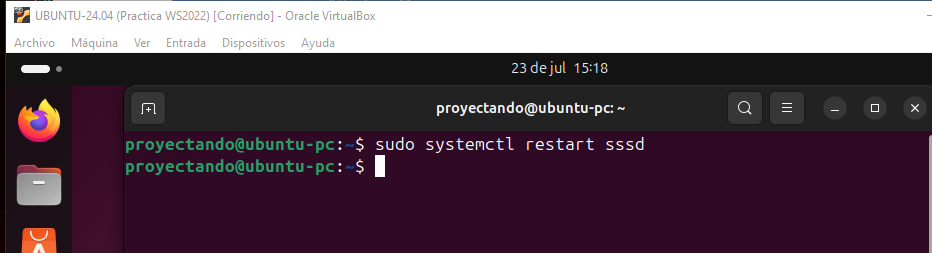 UBUNTU-24.04 (Practica WS2022) [Corriendo] - Oracle VirtualBox
Archivo Máquina Ver Entrada Dispositivos Ayuda
23 de jul 15:18
proyectando@ubuntu-pc: ~
proyectando@ubuntu-pc:~$ sudo systemctl restart sssd
proyectando@ubuntu-pc:~$